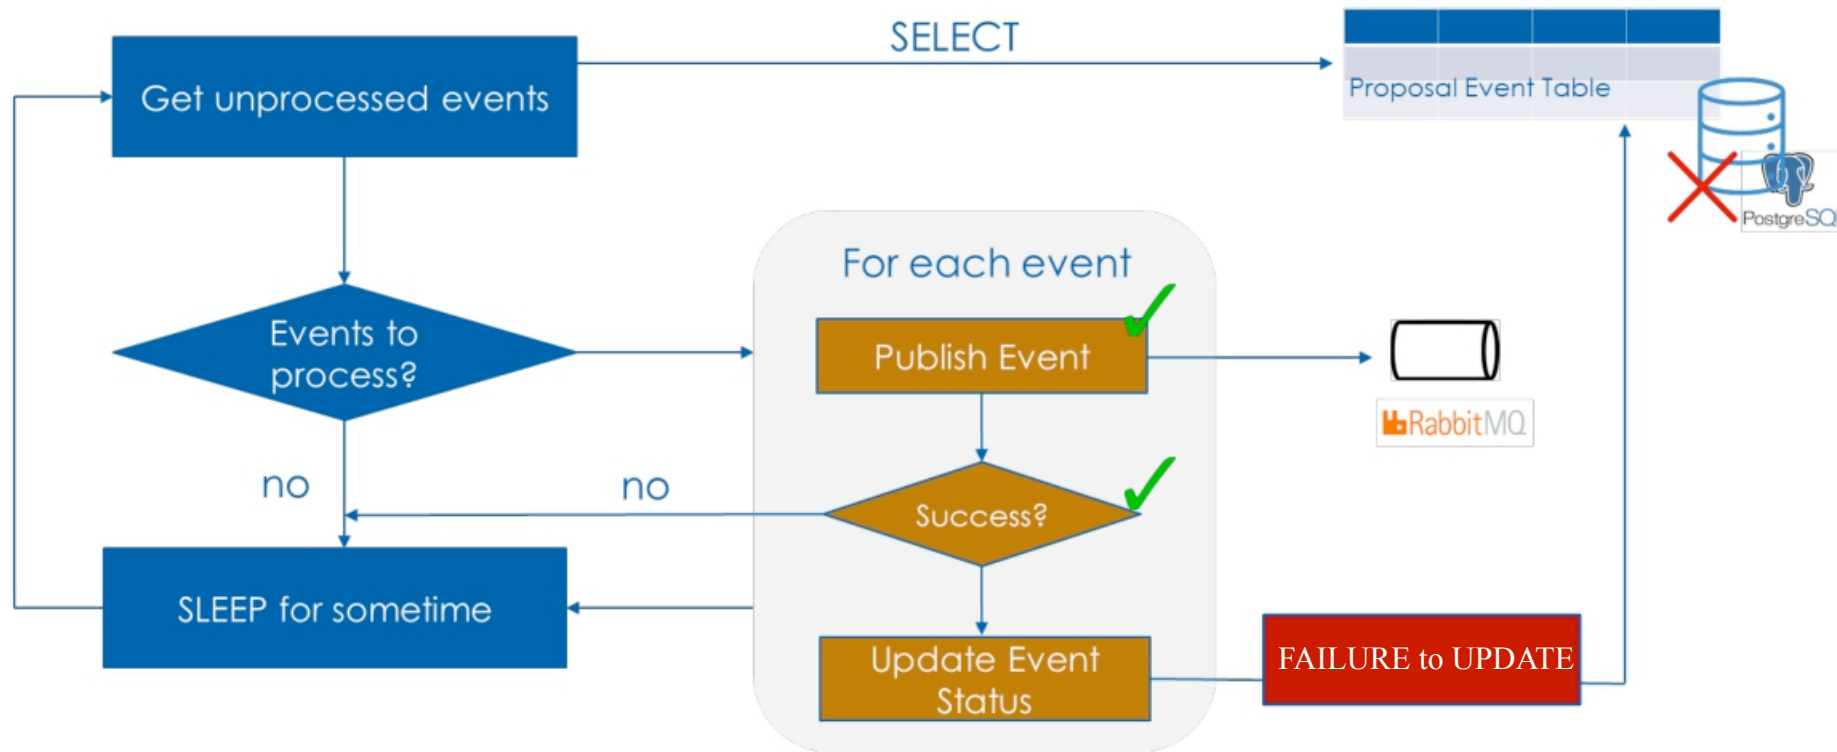 SELECT
Get unprocessed events
Proposal Event Table
PostgreSQ
For each event
Events to
process?
Publish Event
RabbitMQ
no
no
Success?
SLEEP for sometime
Update Event
Status
FAILURE to UPDATE